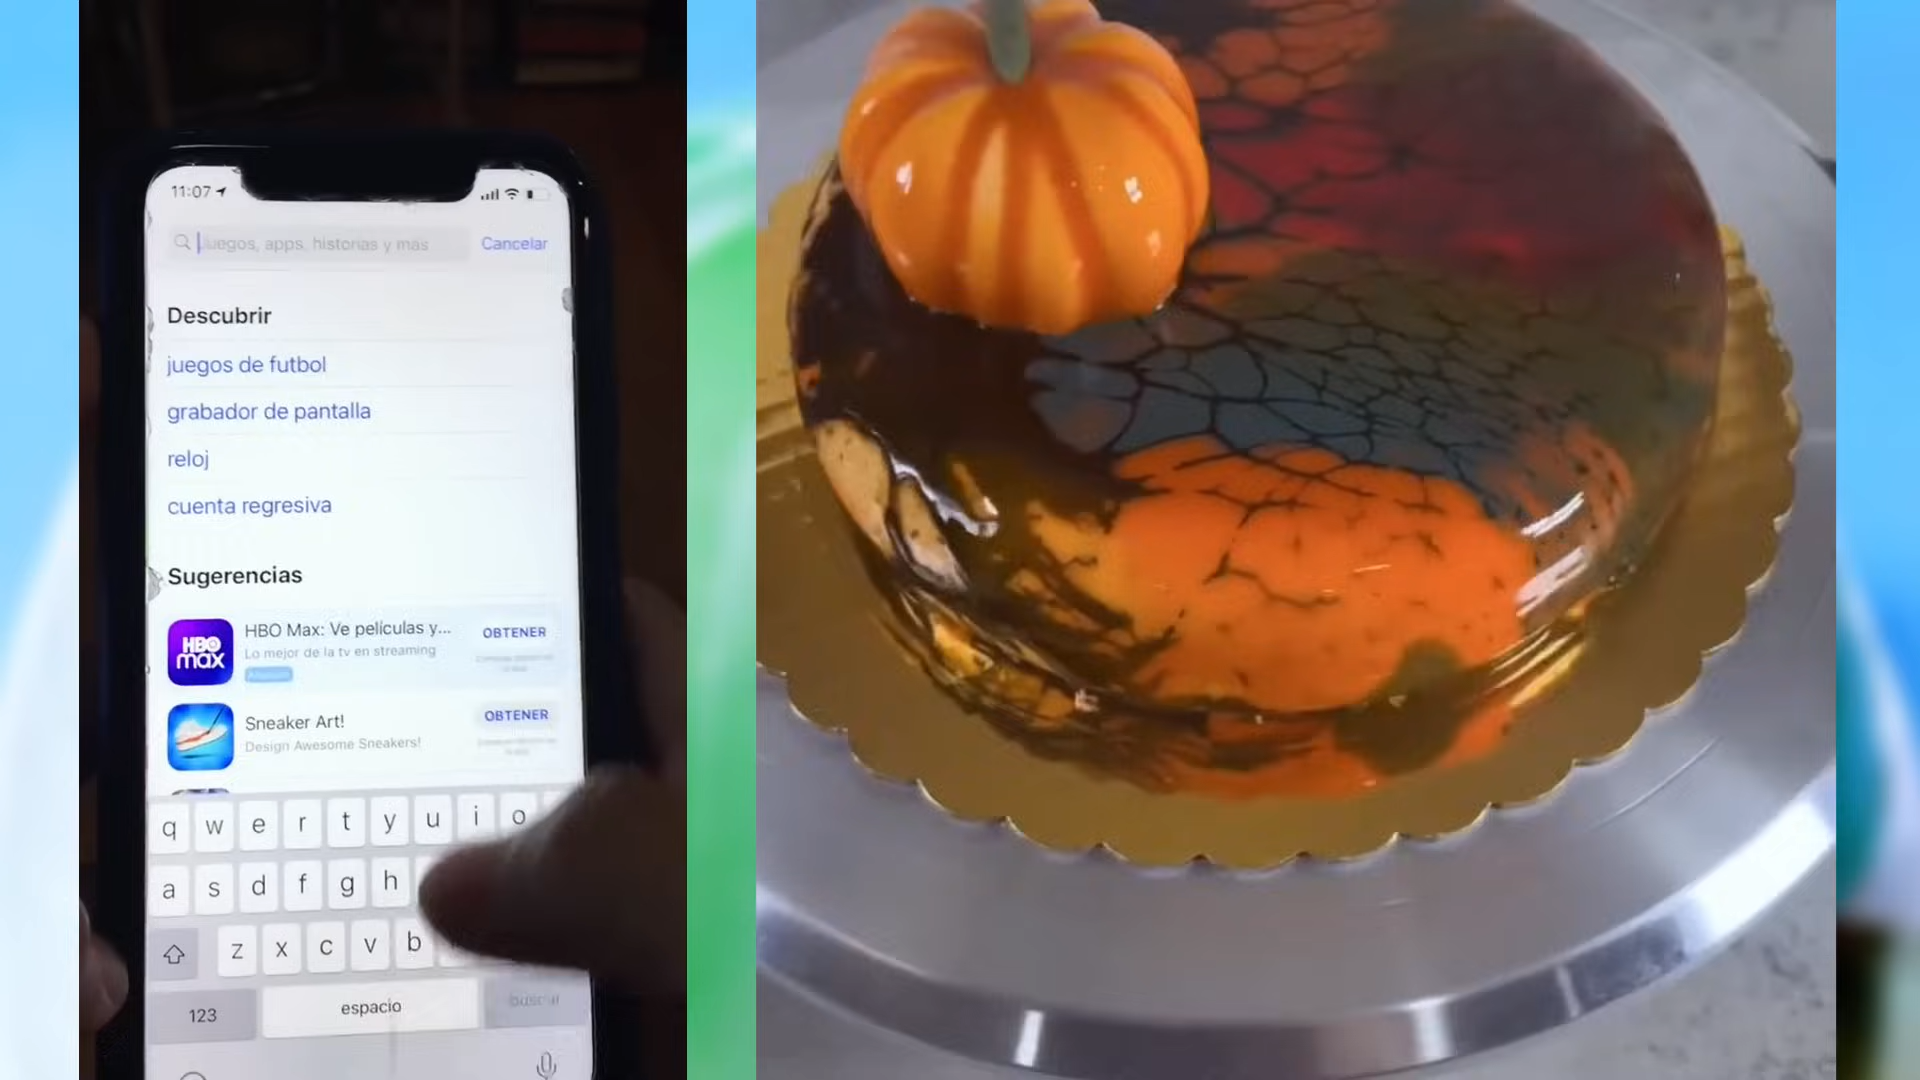 11:07
Juegos, apps, historias y más
Cancelar
Descubrir
juegos de futbol
grabador de pantalla
reloj
cuenta regresiva
Sugerencias
HBO max
HBO Max: Ve películas y...
Lo mejor de la tv en streaming
OBTENER
Sneaker Art!
Design Awesome Sneakers!
OBTENER
q w e r t y u i o
a s d f g h
z x c v b
123
espacio
buscar